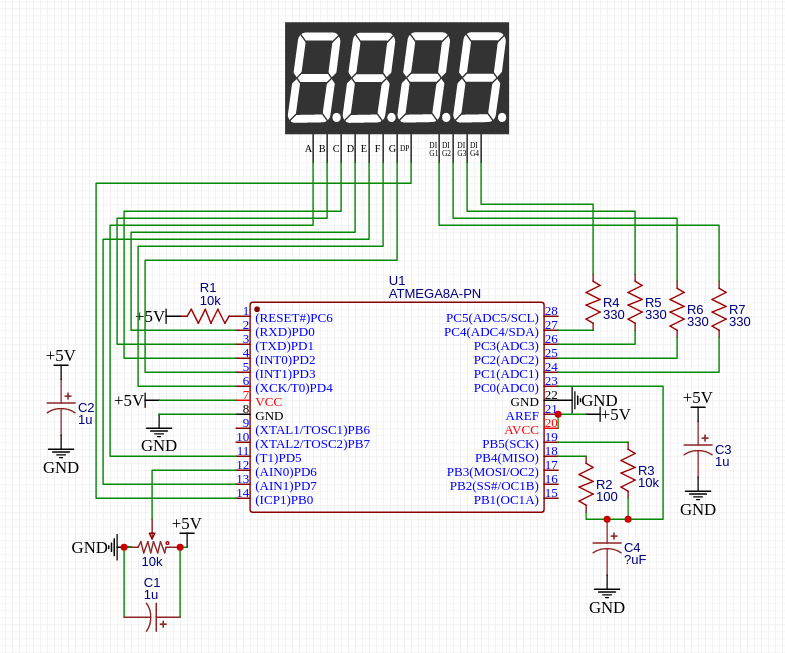 A B C D E F G DP DI G1 DI G2 DI G3 DI G4
R1
10k
+5V
U1
ATMEGA8A-PN
R4
330
R5
330
R6
330
R7
330
1 (RESET#)PC6
2 (RXD)PD0
3 (TXD)PD1
4 (INT0)PD2
5 (INT1)PD3
6 (XCK/T0)PD4
7 VCC
8 GND
9 (XTAL1/TOSC1)PB6
10 (XTAL2/TOSC2)PB7
11 (T1)PD5
12 (AIN0)PD6
13 (AIN1)PD7
14 (ICP1)PB0
PC5(ADC5/SCL) 28
PC4(ADC4/SDA) 27
PC3(ADC3) 26
PC2(ADC2) 25
PC1(ADC1) 24
PC0(ADC0) 23
GND 22
AREF 21
AVCC 20
PB5(SCK) 19
PB4(MISO) 18
PB3(MOSI/OC2) 17
PB2(SS#/OC1B) 16
PB1(OC1A) 15
+5V
C2
1u
GND
+5V
GND
GND
+5V
+5V
C3
1u
GND
R2
100
R3
10k
C4
?uF
GND
GND
+5V
10k
C1
1u